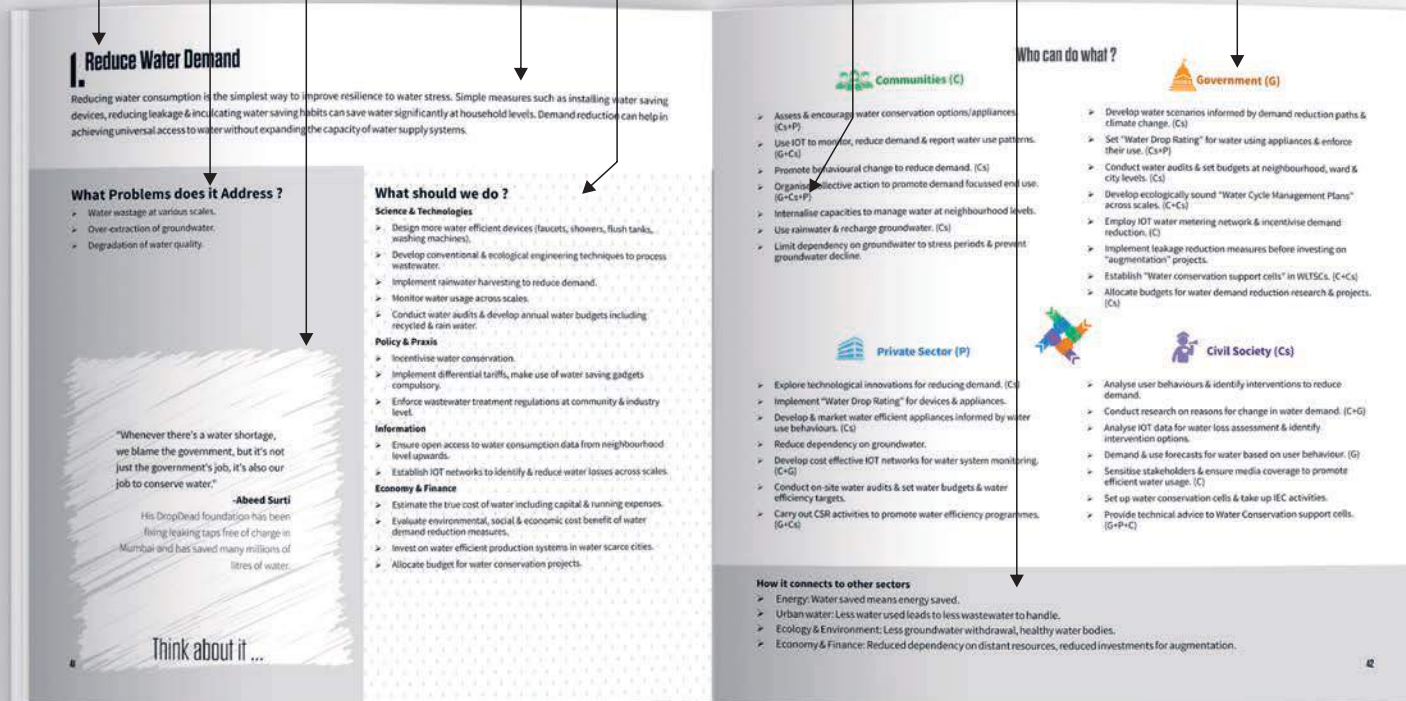 1. Reduce Water Demand
Reducing water consumption is the simplest way to improve resilience to water stress. Simple measures such as installing water saving
devices, reducing leakage & inculcating water saving habits can save water significantly at household levels. Demand reduction can help in
achieving universal access to water without expanding the capacity of water supply systems.
What Problems does it Address ?
➢ Water wastage at various scales.
➢ Over-extraction of groundwater.
➢ Degradation of water quality.
"Whenever there's a water shortage,
we blame the government, but it's not
just the government's job, it's also our
job to conserve water."
-Abeed Surti
His DropDead foundation has been
fixing leaking taps free of charge in
Mumbai and has saved many millions of
litres of water.
Think about it ...
41
What should we do ?
Science & Technologies
➢ Design more water efficient devices (faucets, showers, flush tanks,
washing machines).
➢ Develop conventional & ecological engineering techniques to process
wastewater.
➢ Implement rainwater harvesting to reduce demand.
➢ Monitor water usage across scales.
➢ Conduct water audits & develop annual water budgets including
recycled & rain water.
Policy & Praxis
➢ Incentivise water conservation.
➢ Implement differential tariffs, make use of water saving gadgets
compulsory.
➢ Enforce wastewater treatment regulations at community & industry
level.
Information
➢ Ensure open access to water consumption data from neighbourhood
level upwards.
➢ Establish IOT networks to identify & reduce water losses across scales.
Economy & Finance
➢ Estimate the true cost of water including capital & running expenses.
➢ Evaluate environmental, social & economic cost benefit of water
demand reduction measures.
➢ Invest on water efficient production systems in water scarce cities.
➢ Allocate budget for water conservation projects.
Who can do what ?
Communities (C)
➢ Assess & encourage water conservation options/appliances.
(Cs+P)
➢ Use IOT to monitor, reduce demand & report water use patterns.
(G+Cs)
➢ Promote behavioural change to reduce demand. (Cs)
➢ Organise collective action to promote demand focussed end use.
(G+Cs+P)
➢ Internalise capacities to manage water at neighbourhood levels.
➢ Use rainwater & recharge groundwater. (Cs)
➢ Limit dependency on groundwater to stress periods & prevent
groundwater decline.
Government (G)
➢ Develop water scenarios informed by demand reduction paths &
climate change. (Cs)
➢ Set "Water Drop Rating" for water using appliances & enforce
their use. (Cs+P)
➢ Conduct water audits & set budgets at neighbourhood, ward &
city levels. (Cs)
➢ Develop ecologically sound "Water Cycle Management Plans"
across scales. (C+Cs)
➢ Employ IOT water metering network & incentivise demand
reduction. (C)
➢ Implement leakage reduction measures before investing on
"augmentation" projects.
➢ Establish "Water conservation support cells" in WLTSCs. (C+Cs)
➢ Allocate budgets for water demand reduction research & projects.
(Cs)
Private Sector (P)
➢ Explore technological innovations for reducing demand. (Cs)
➢ Implement "Water Drop Rating" for devices & appliances.
➢ Develop & market water efficient appliances informed by water
use behaviours. (Cs)
➢ Reduce dependency on groundwater.
➢ Develop cost effective IOT networks for water system monitoring.
(C+G)
➢ Conduct on-site water audits & set water budgets & water
efficiency targets.
➢ Carry out CSR activities to promote water efficiency programmes.
(G+Cs)
Civil Society (Cs)
➢ Analyse user behaviours & identify interventions to reduce
demand.
➢ Conduct research on reasons for change in water demand. (C+G)
➢ Analyse IOT data for water loss assessment & identify
intervention options.
➢ Demand & use forecasts for water based on user behaviour. (G)
➢ Sensitise stakeholders & ensure media coverage to promote
efficient water usage. (C)
➢ Set up water conservation cells & take up IEC activities.
➢ Provide technical advice to Water Conservation support cells.
(G+P+C)
How it connects to other sectors
➢ Energy: Water saved means energy saved.
➢ Urban water: Less water used leads to less wastewater to handle.
➢ Ecology & Environment: Less groundwater withdrawal, healthy water bodies.
➢ Economy & Finance: Reduced dependency on distant resources, reduced investments for augmentation.
42